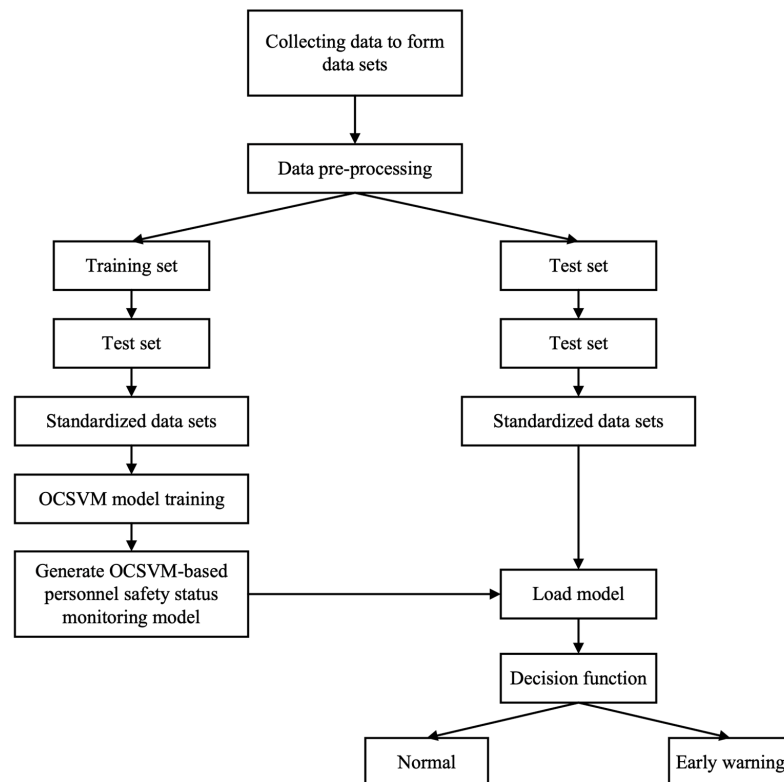 Collecting data to form
data sets
Data pre-processing
Training set
Test set
Test set
Test set
Standardized data sets
Standardized data sets
OCSVM model training
Generate OCSVM-based
personnel safety status
monitoring model
Load model
Decision function
Normal
Early warning